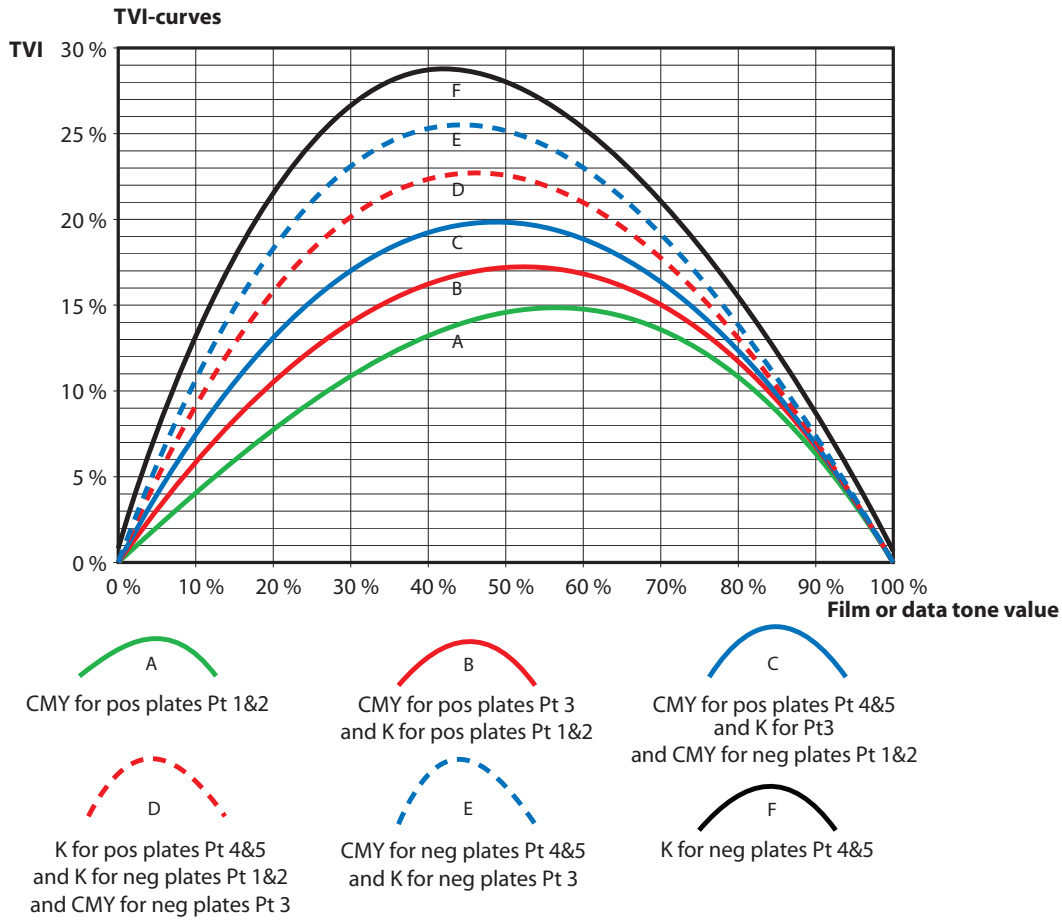 TVI-curves
TVI
30 %
25 %
20 %
15 %
10 %
5 %
0 %
F
E
D
C
B
A
0 % 10 % 20 % 30 % 40 % 50 % 60 % 70 % 80 % 90 % 100 %
Film or data tone value
A
CMY for pos plates Pt 1&2
B
CMY for pos plates Pt 3
and K for pos plates Pt 1&2
C
CMY for pos plates Pt 4&5
and K for Pt3
and CMY for neg plates Pt 1&2
D
K for pos plates Pt 4&5
and K for neg plates Pt 1&2
and CMY for neg plates Pt 3
E
CMY for neg plates Pt 4&5
and K for neg plates Pt 3
F
K for neg plates Pt 4&5